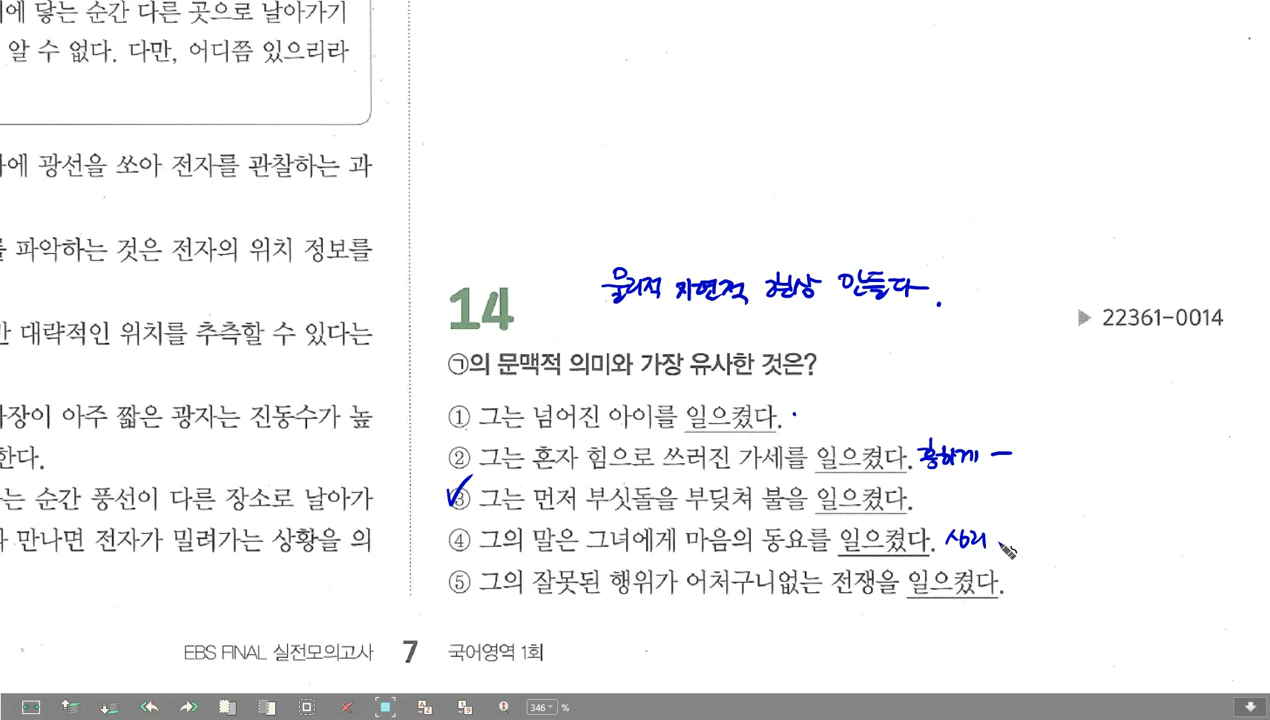 에 닿는 순간 다른 곳으로 날아가기
알 수 없다. 다만, 어디쯤 있으리라
에 광선을 쏘아 전자를 관찰하는 과
를 파악하는 것은 전자의 위치 정보를
만 대략적인 위치를 추측할 수 있다는
파장이 아주 짧은 광자는 진동수가 높
한다.
는 순간 풍선이 다른 장소로 날아가
만나면 전자가 밀려가는 상황을 의
물리적 자연적 현상 만들다.
14
▶ 22361-0014
㉠의 문맥적 의미와 가장 유사한 것은?
① 그는 넘어진 아이를 일으켰다.
② 그는 혼자 힘으로 쓰러진 가세를 일으켰다. 흥하게 –
③ 그는 먼저 부싯돌을 부딪쳐 불을 일으켰다.
④ 그의 말은 그녀에게 마음의 동요를 일으켰다. 심리
⑤ 그의 잘못된 행위가 어처구니없는 전쟁을 일으켰다.
EBS FINAL 실전모의고사 7 국어영역 1회
346 %